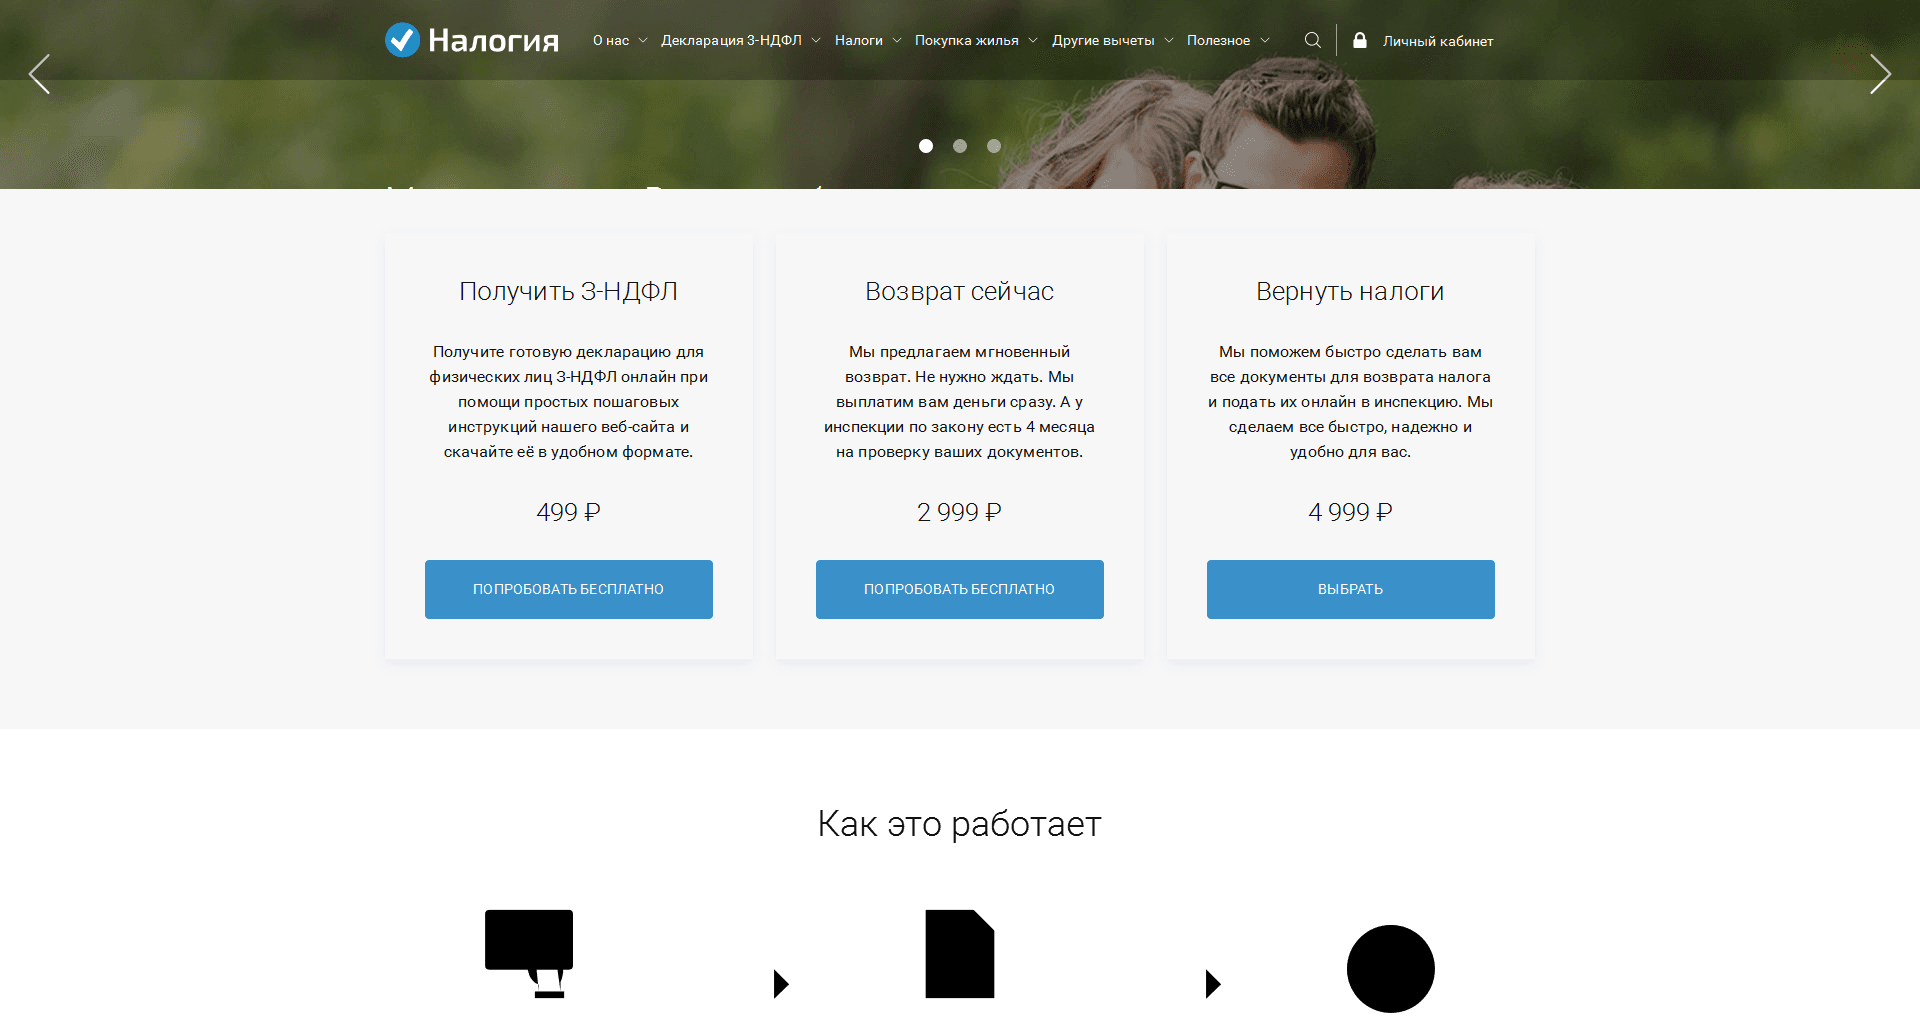 Налогия
О нас
Декларация 3-НДФЛ
Налоги
Покупка жилья
Другие вычеты
Полезное
Личный кабинет
Получить 3-НДФЛ
Получите готовую декларацию для
физических лиц 3-НДФЛ онлайн при
помощи простых пошаговых
инструкций нашего веб-сайта и
скачайте её в удобном формате.
499 ₽
ПОПРОБОВАТЬ БЕСПЛАТНО
Возврат сейчас
Мы предлагаем мгновенный
возврат. Не нужно ждать. Мы
выплатим вам деньги сразу. А у
инспекции по закону есть 4 месяца
на проверку ваших документов.
2 999 ₽
ПОПРОБОВАТЬ БЕСПЛАТНО
Вернуть налоги
Мы поможем быстро сделать вам
все документы для возврата налога
и подать их онлайн в инспекцию. Мы
сделаем все быстро, надежно и
удобно для вас.
4 999 ₽
ВЫБРАТЬ
Как это работает